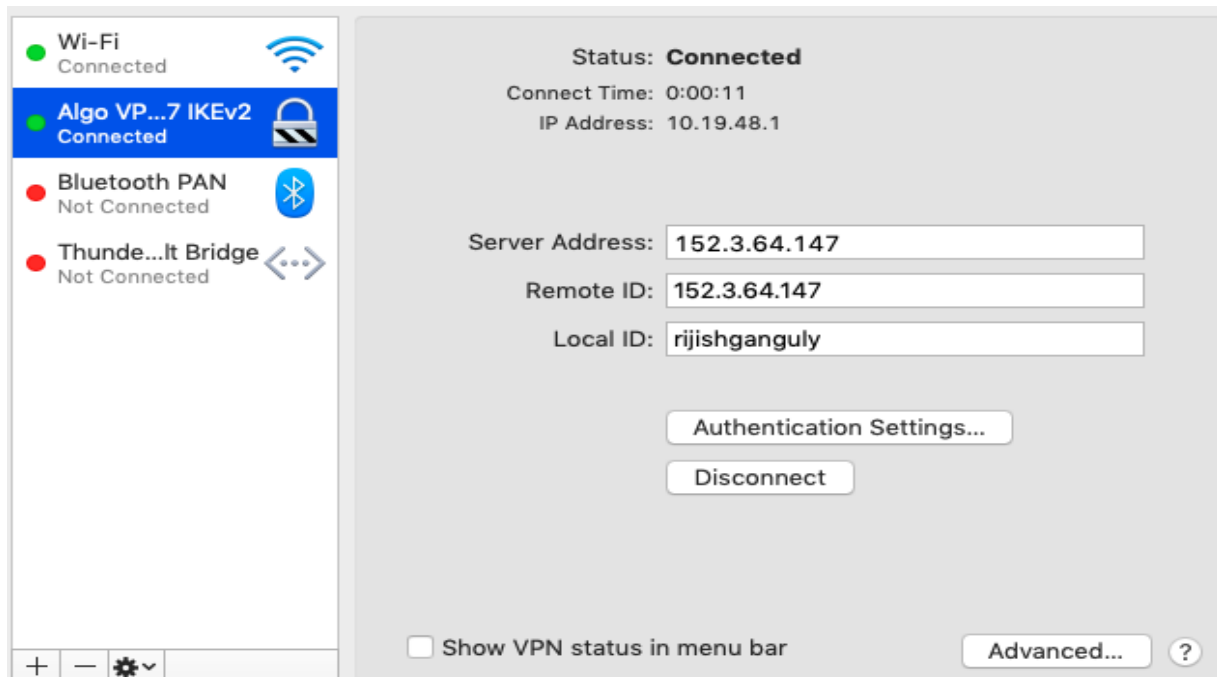 Wi-Fi
Connected
Algo VP...7 IKEv2
Connected
Bluetooth PAN
Not Connected
Thunde...lt Bridge
Not Connected
+ −
Status: Connected
Connect Time: 0:00:11
IP Address: 10.19.48.1
Server Address: 152.3.64.147
Remote ID: 152.3.64.147
Local ID: rijishganguly
Authentication Settings...
Disconnect
Show VPN status in menu bar
Advanced... ?